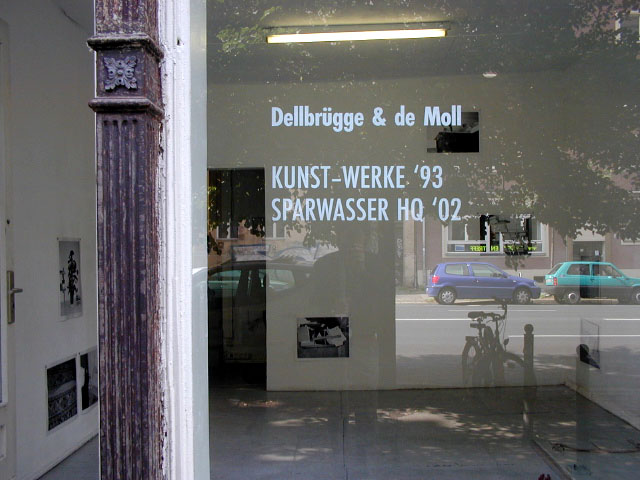 Dellbrügge & de Moll
KUNST-WERKE ‘93
SPARWASSER HQ ‘02